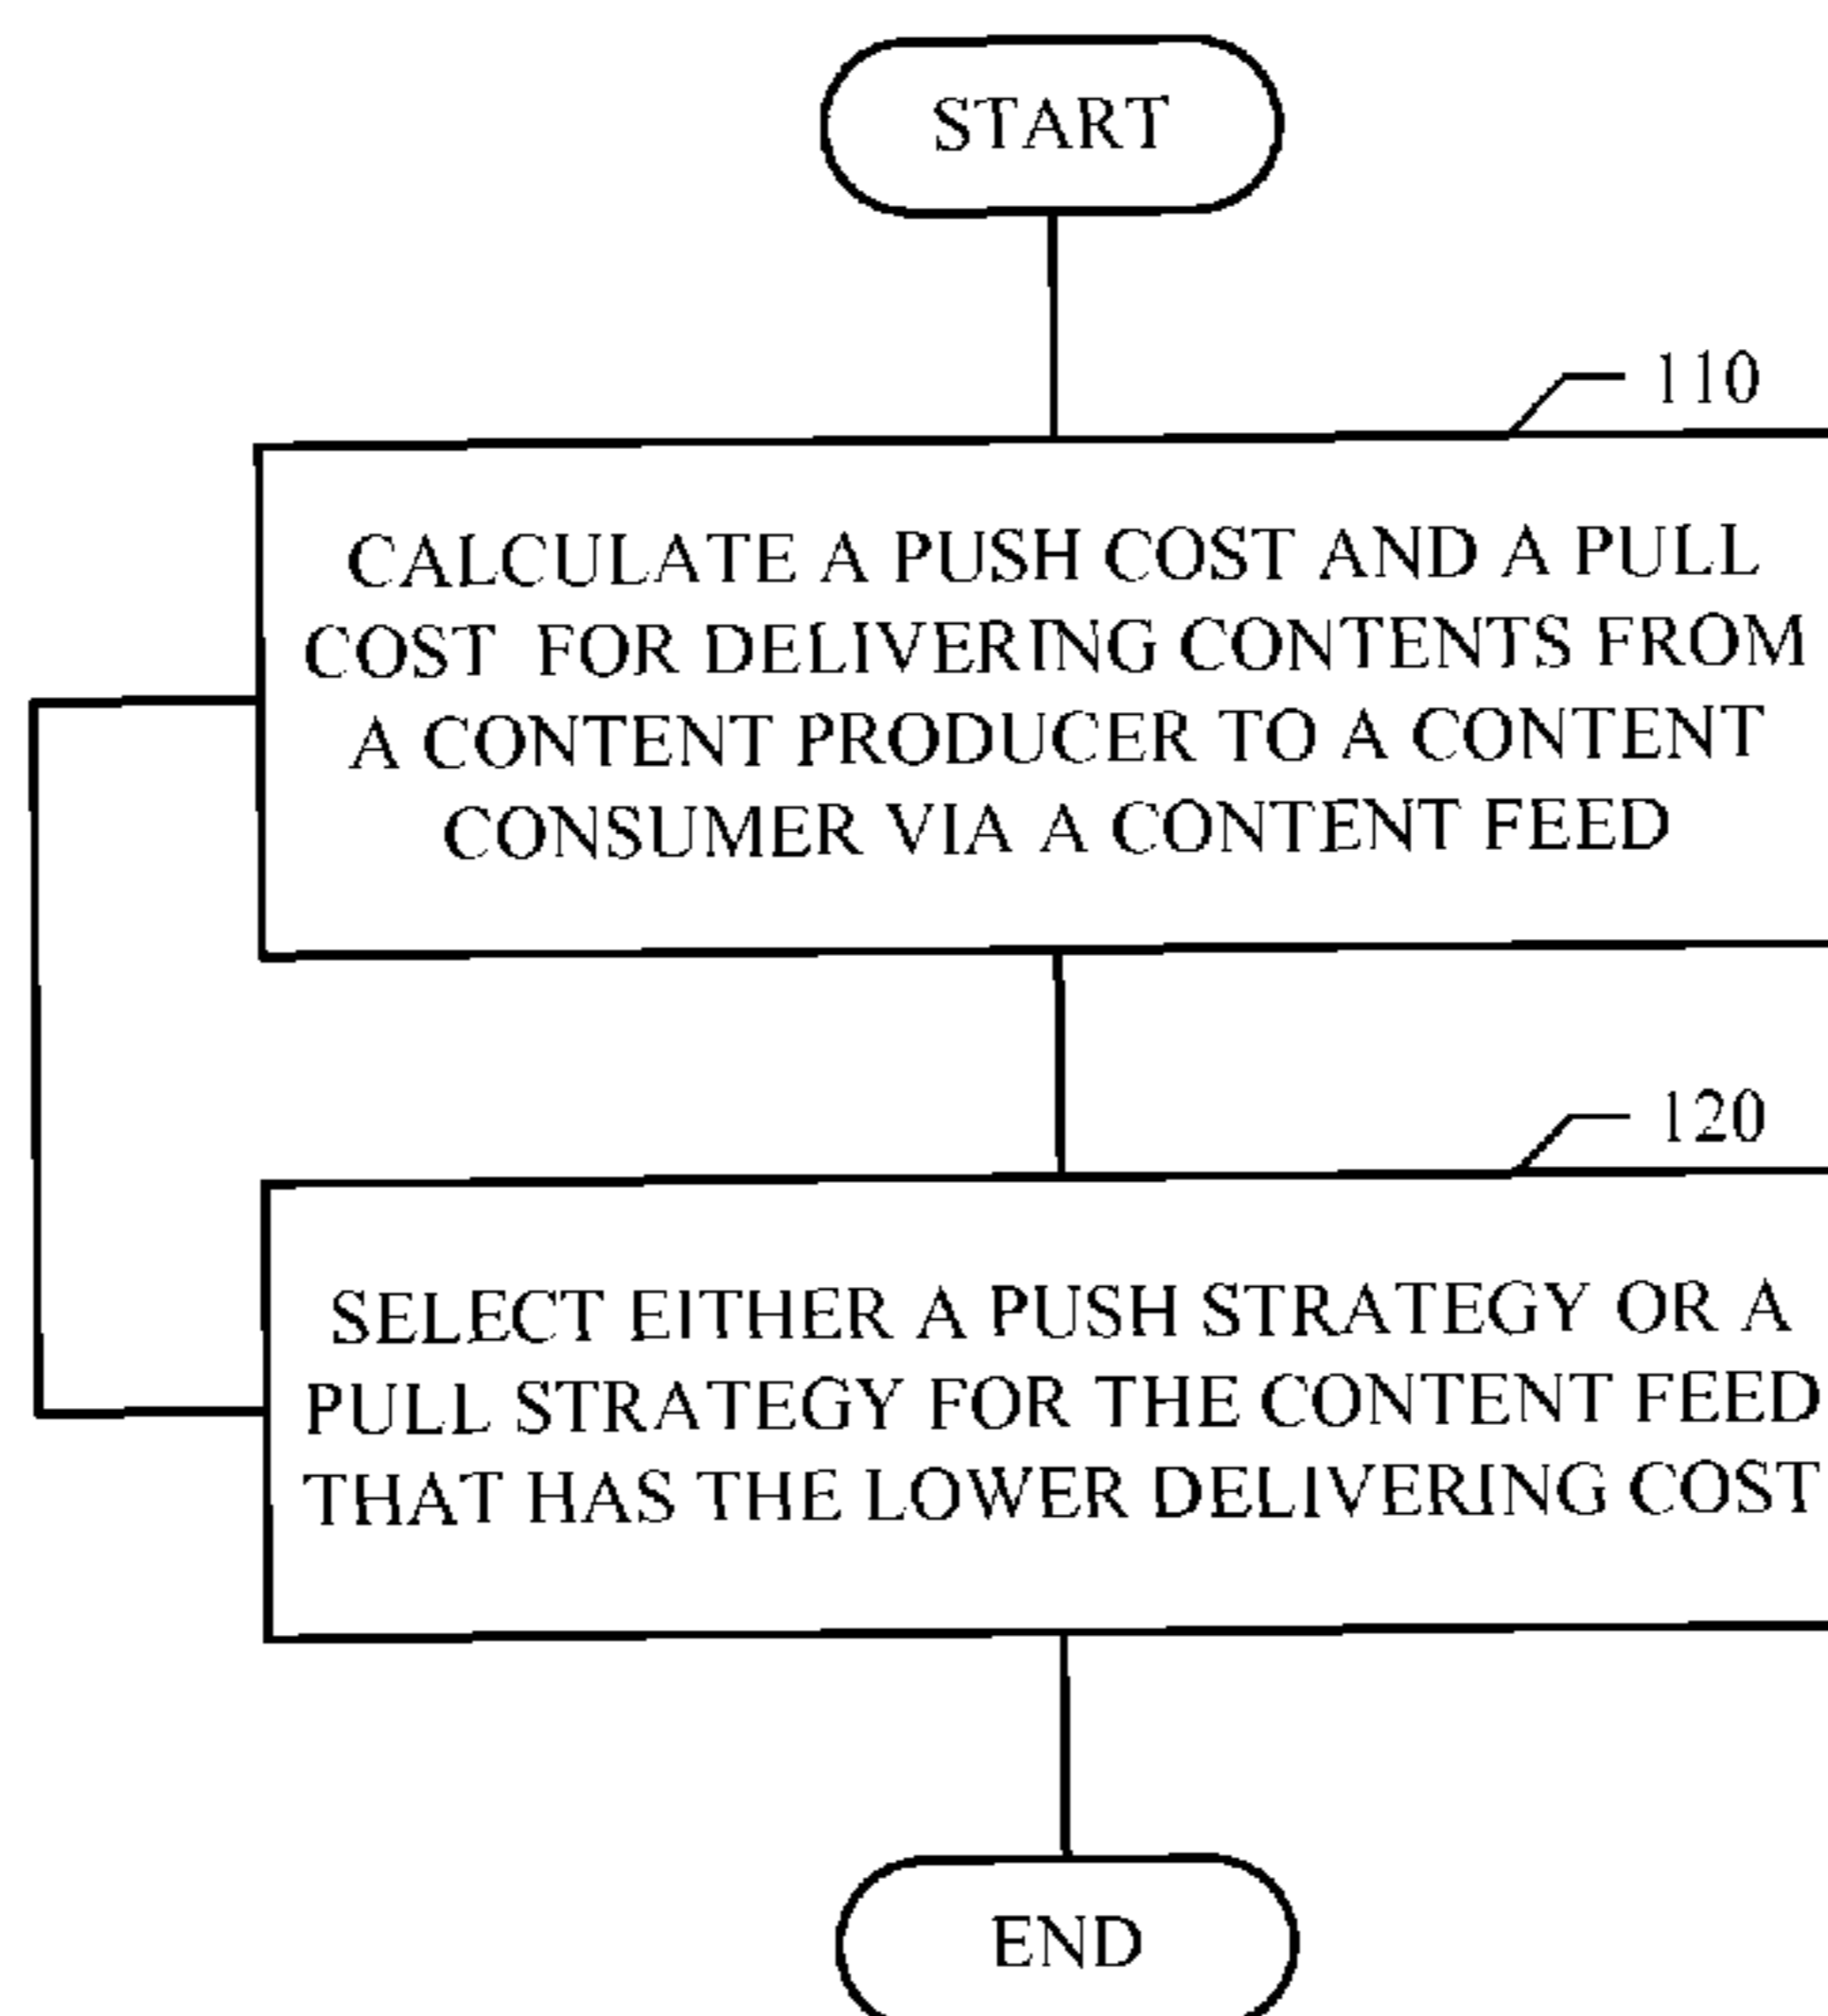 START
110
CALCULATE A PUSH COST AND A PULL
COST FOR DELIVERING CONTENTS FROM
A CONTENT PRODUCER TO A CONTENT
CONSUMER VIA A CONTENT FEED
120
SELECT EITHER A PUSH STRATEGY OR A
PULL STRATEGY FOR THE CONTENT FEED
THAT HAS THE LOWER DELIVERING COST
END